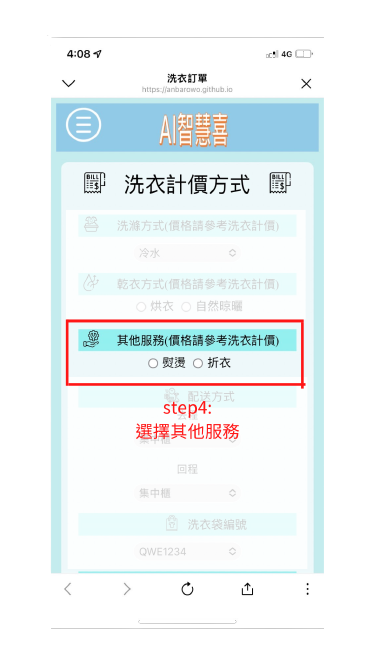 4:08
4G
洗衣訂單
https://anbarowo.github.io
AI智慧喜
BILL
洗衣計價方式
BILL
洗滌方式(價格請參考洗衣計價)
冷水
乾衣方式(價格請參考洗衣計價)
烘衣 自然晾曬
其他服務(價格請參考洗衣計價)
熨燙 折衣
配送方式
step4:
選擇其他服務
集中櫃
回程
集中櫃
洗衣袋編號
QWE1234